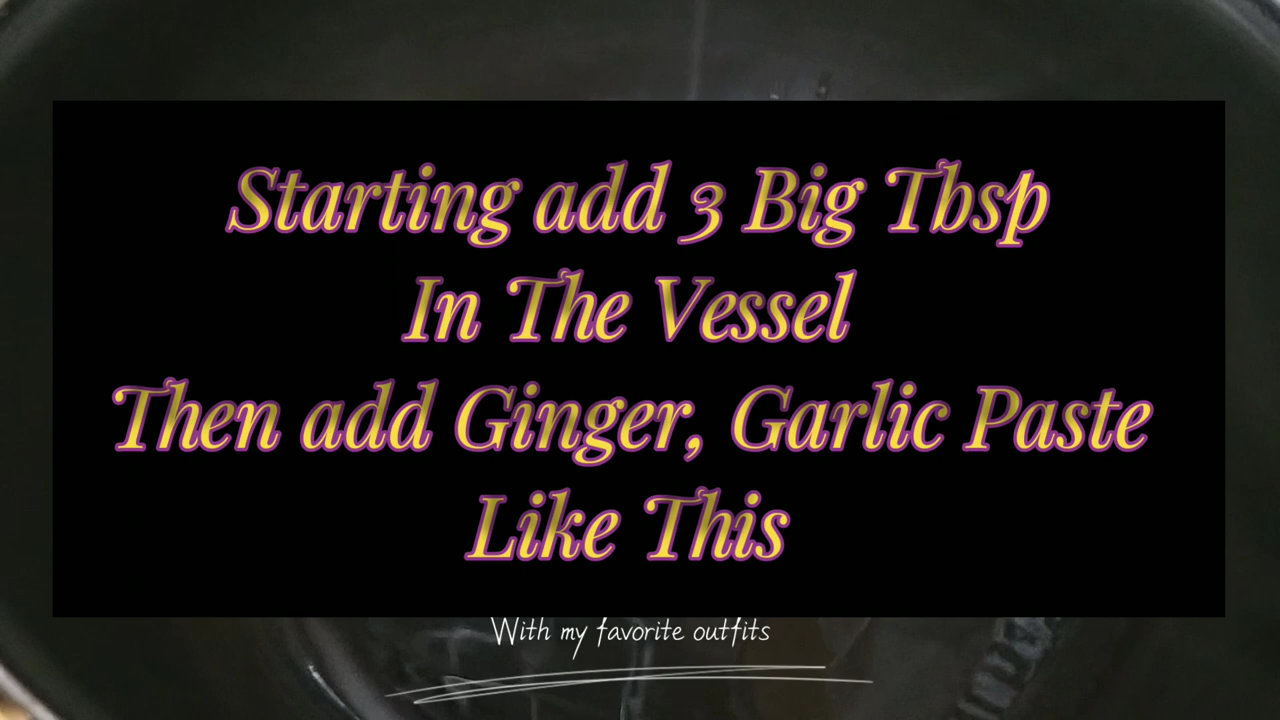 Starting add 3 Big Tbsp
In The Vessel
Then add Ginger, Garlic Paste
Like This
With my favorite outfits